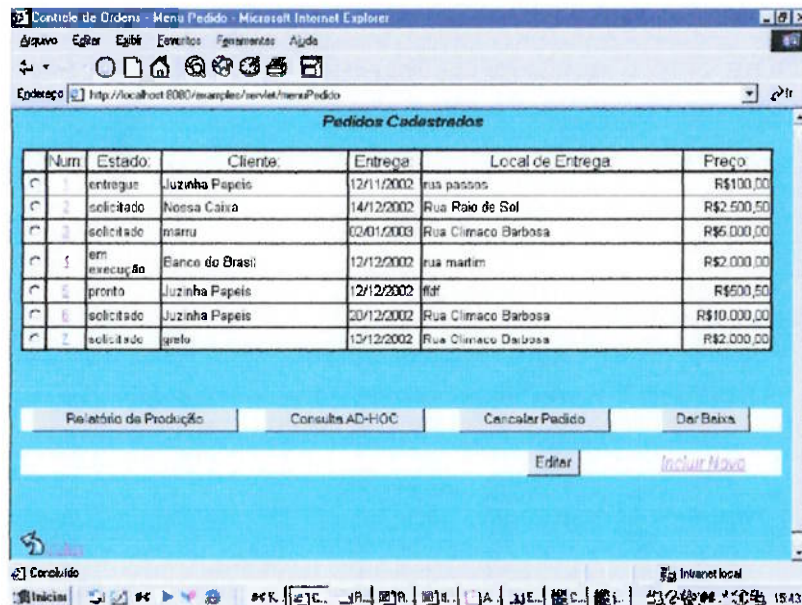 Controle de Ordens - Menu Pedido - Microsoft Internet Explorer
Arquivo Editar Exibir Favoritos Ferramentas Ajuda
Endereço http://localhost:8080/examples/servlet/menuPedido Ir
Pedidos Cadastrados
Num Estado: Cliente: Entrega Local de Entrega Preço
1 entregue Juzinha Papeis 12/11/2002 rua passos R$100,00
2 solicitado Nossa Caixa 14/12/2002 Rua Raio de Sol R$2.500,50
3 solicitado marru 02/01/2003 Rua Climaco Barbosa R$6.000,00
em execução Banco do Brasil 12/12/2002 rua martim R$2.000,00
5 pronto Juzinha Papeis 12/12/2002 ffdf R$500,50
6 solicitado Juzinha Papeis 20/12/2002 Rua Climaco Barbosa R$10.000,00
7 solicitado 13/12/2002 Rua Climaco Barbosa R$2.000,00
Relatório de Produção Consulta AD-HOC Cancelar Pedido Dar Baixa
Editar Incluir Novo
Concluído Intranet local
Iniciar 15:43